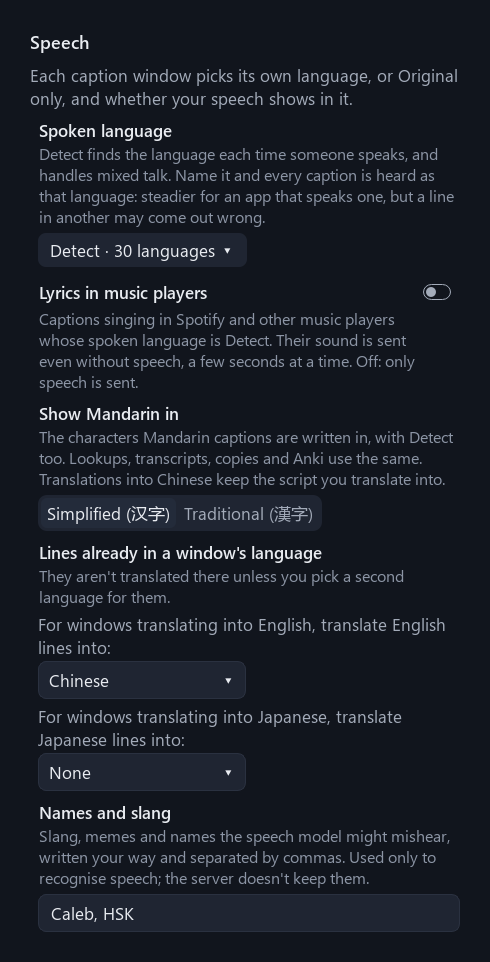 Speech
Each caption window picks its own language, or Original
only, and whether your speech shows in it.
Spoken language
Detect finds the language each time someone speaks, and
handles mixed talk. Name it and every caption is heard as
that language: steadier for an app that speaks one, but a line
in another may come out wrong.
Detect · 30 languages ▾
Lyrics in music players
Captions singing in Spotify and other music players
whose spoken language is Detect. Their sound is sent
even without speech, a few seconds at a time. Off: only
speech is sent.
Show Mandarin in
The characters Mandarin captions are written in, with Detect
too. Lookups, transcripts, copies and Anki use the same.
Translations into Chinese keep the script you translate into.
Simplified (汉字) Traditional (漢字)
Lines already in a window's language
They aren't translated there unless you pick a second
language for them.
For windows translating into English, translate English
lines into:
Chinese ▾
For windows translating into Japanese, translate
Japanese lines into:
None ▾
Names and slang
Slang, memes and names the speech model might mishear,
written your way and separated by commas. Used only to
recognise speech; the server doesn't keep them.
Caleb, HSK